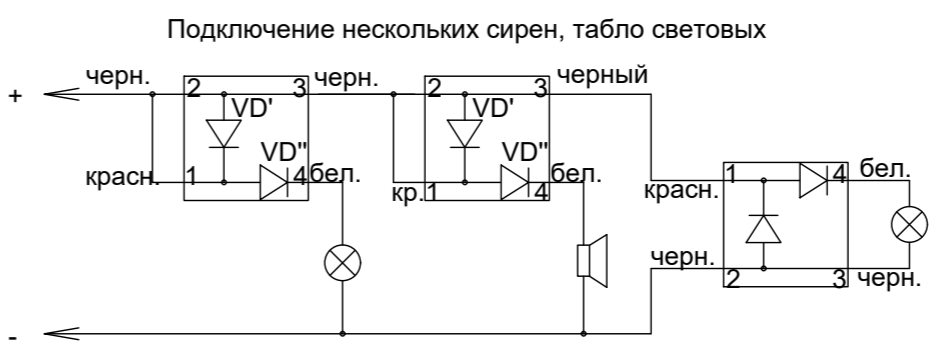 Подключение нескольких сирен, табло световых
+ черн. 2 3 черн. 2 3 черный
VD' VD'
красн. 1 VD" 4 бел. кр. 1 VD" 4 бел. красн. 1 4 бел.
черн. 2 3 черн.
-